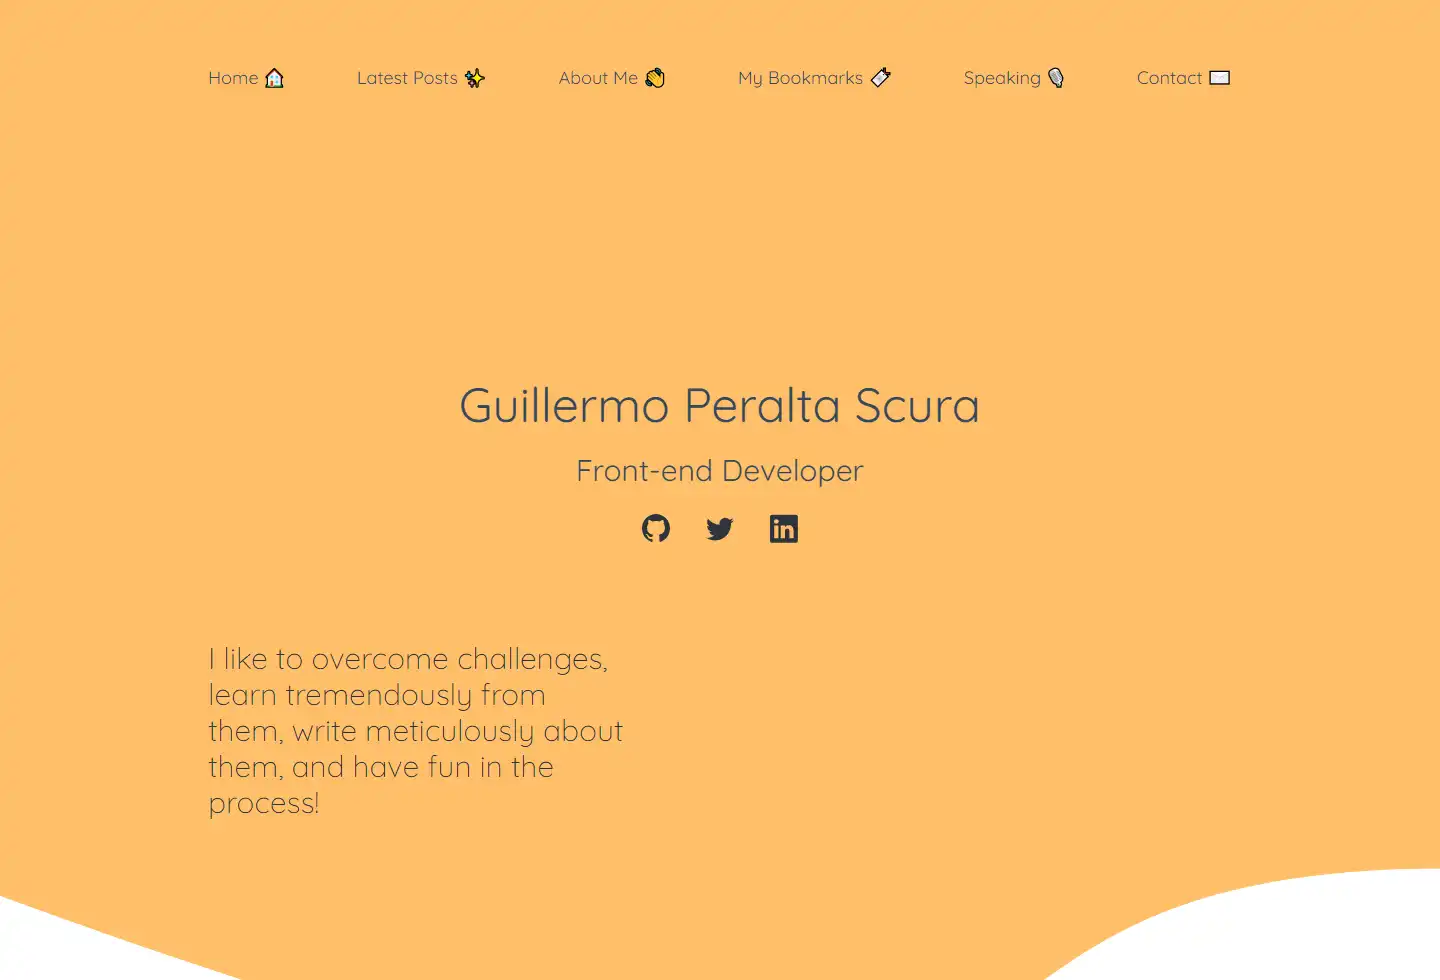 Home 🏠 Latest Posts ✨ About Me 👋 My Bookmarks 🔖 Speaking 🎙 Contact ✉️
Guillermo Peralta Scura
Front-end Developer
I like to overcome challenges,
learn tremendously from
them, write meticulously about
them, and have fun in the
process!